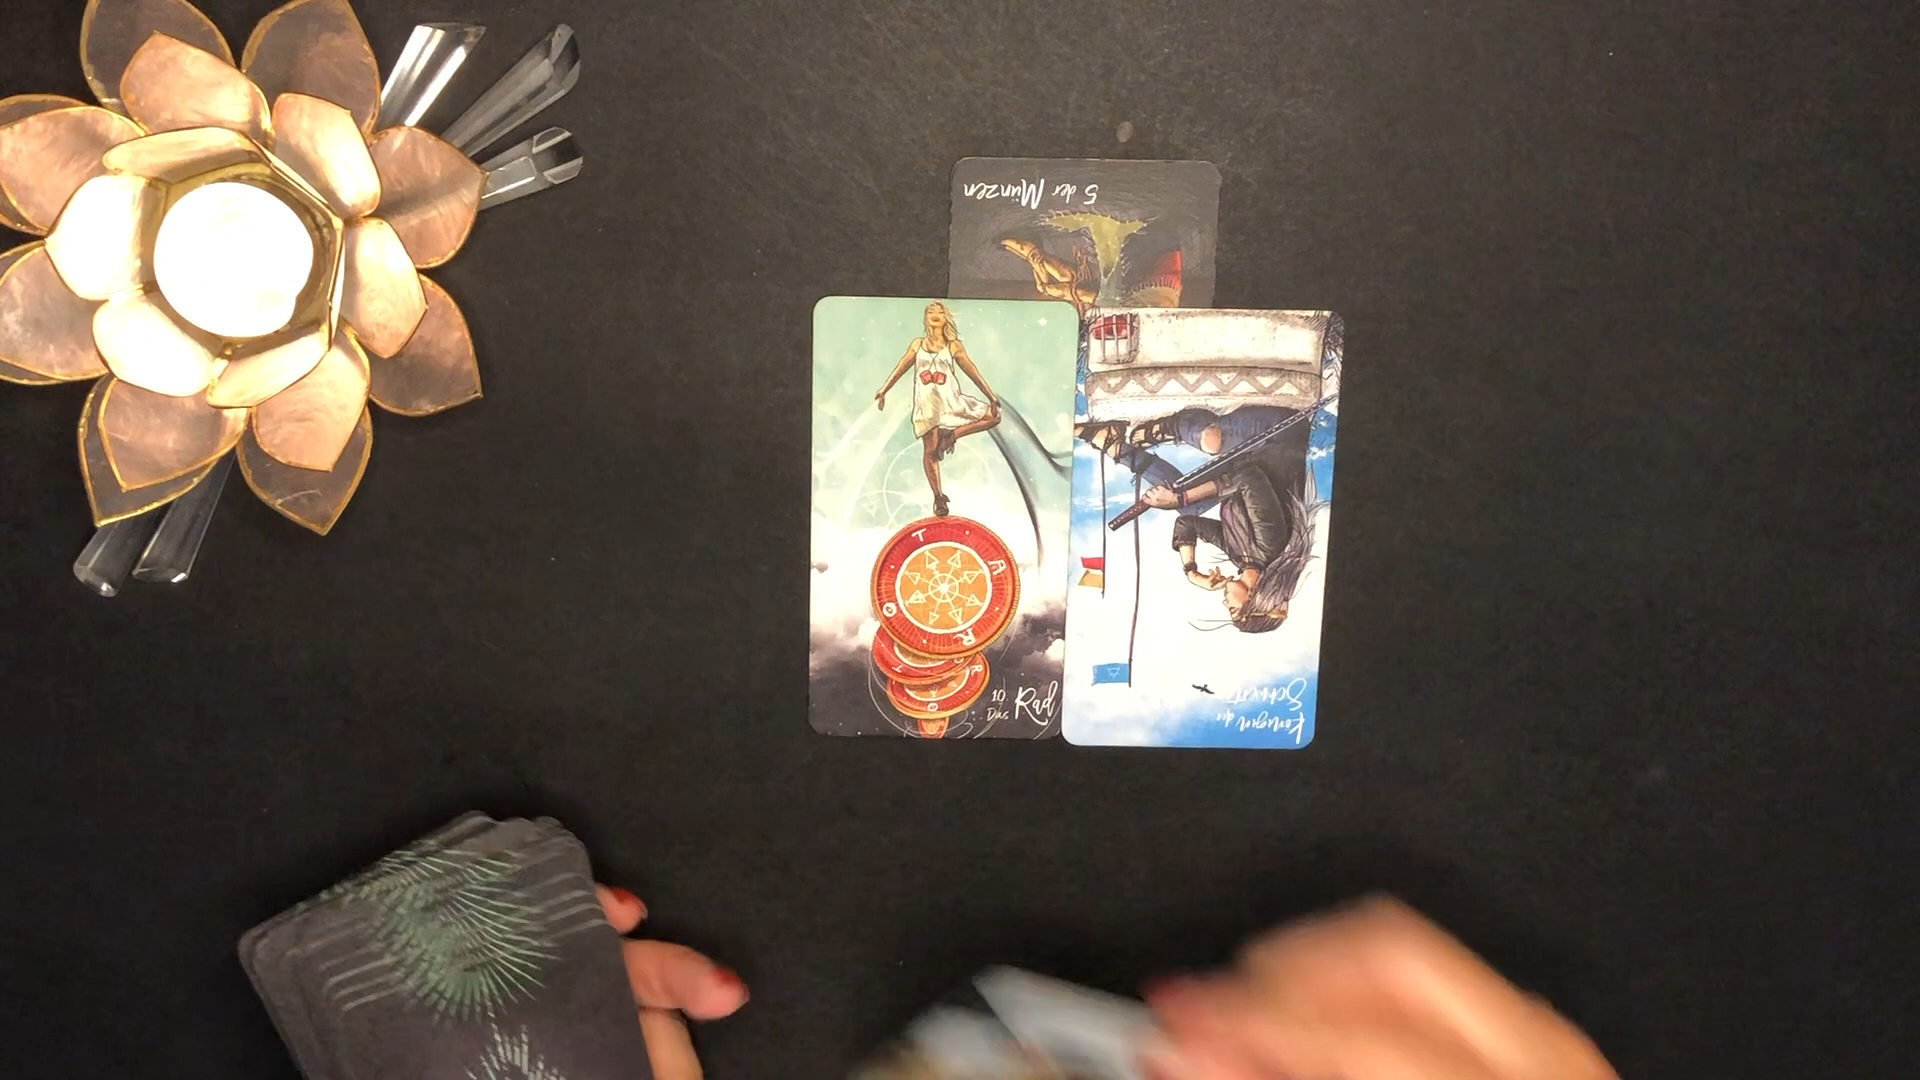 5 der Münzen
T A R O
T R O
10
Das Rad
Königin der
Schwerter